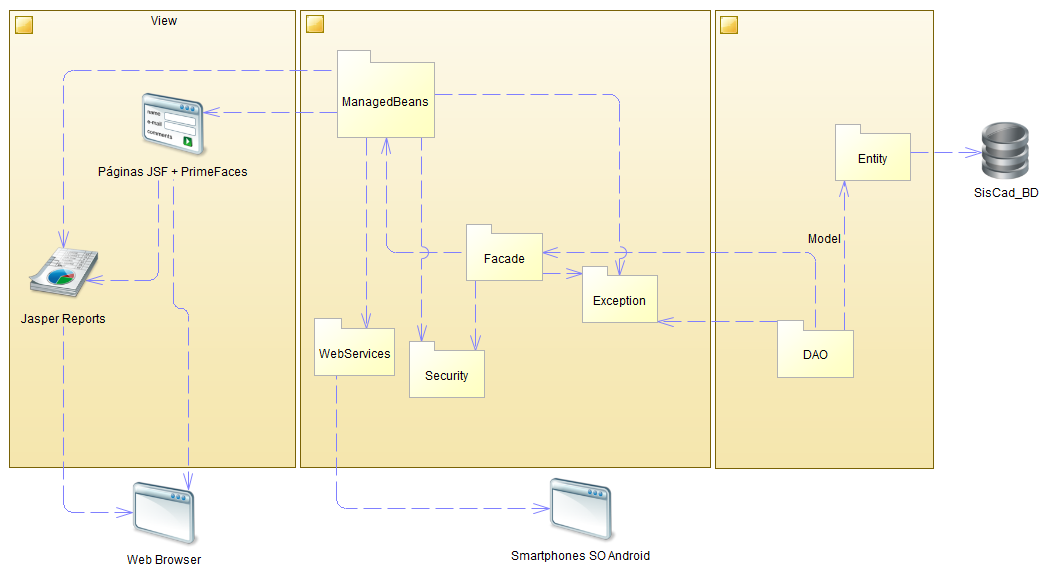 View
name
e-mail
comments
Páginas JSF + PrimeFaces
Jasper Reports
Web Browser
ManagedBeans
Facade
Exception
WebServices
Security
Smartphones SO Android
Model
Entity
DAO
SisCad_BD